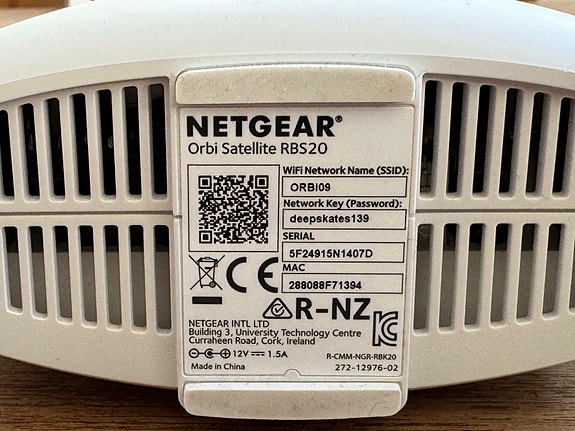 NETGEAR®
Orbi Satellite RBS20
WiFi Network Name (SSID):
ORBI09
Network Key (Password):
deepskates139
SERIAL
5F24915N1407D
MAC
288088F71394
R-NZ
NETGEAR INTL LTD
Building 3, University Technology Centre
Curraheen Road, Cork, Ireland
12V 1.5A
R-CMM-NGR-RBK20
Made in China
272-12976-02